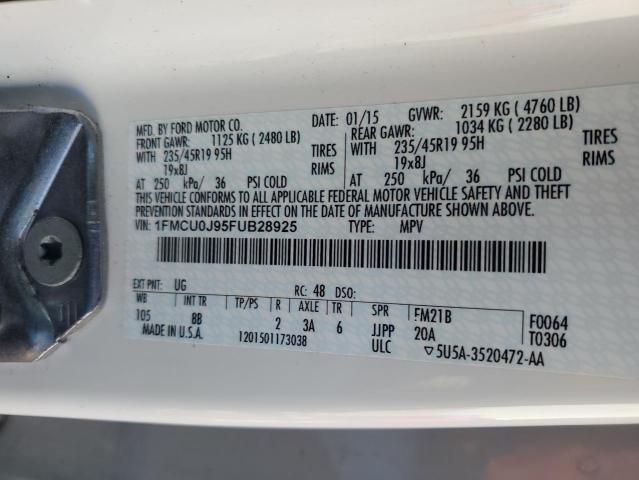 MFD. BY FORD MOTOR CO.
DATE: 01/15 GVWR: 2159 KG ( 4760 LB)
FRONT GAWR: 1125 KG ( 2480 LB) REAR GAWR: 1034 KG ( 2280 LB)
WITH 235/45R19 95H TIRES WITH 235/45R19 95H TIRES
19x8J RIMS 19x8J RIMS
AT 250 kPa/ 36 PSI COLD AT 250 kPa/ 36 PSI COLD
THIS VEHICLE CONFORMS TO ALL APPLICABLE FEDERAL MOTOR VEHICLE SAFETY AND THEFT
PREVENTION STANDARDS IN EFFECT ON THE DATE OF MANUFACTURE SHOWN ABOVE.
VIN: 1FMCU0J95FUB28925 TYPE: MPV
EXT PNT: UG RC: 48 DSO:
WB INT TR TP/PS R AXLE TR SPR FM21B F0064
105 8B 2 3A 6 JJPP 20A T0306
MADE IN U.S.A. 1201501173038 ULC ▽5U5A-3520472-AA